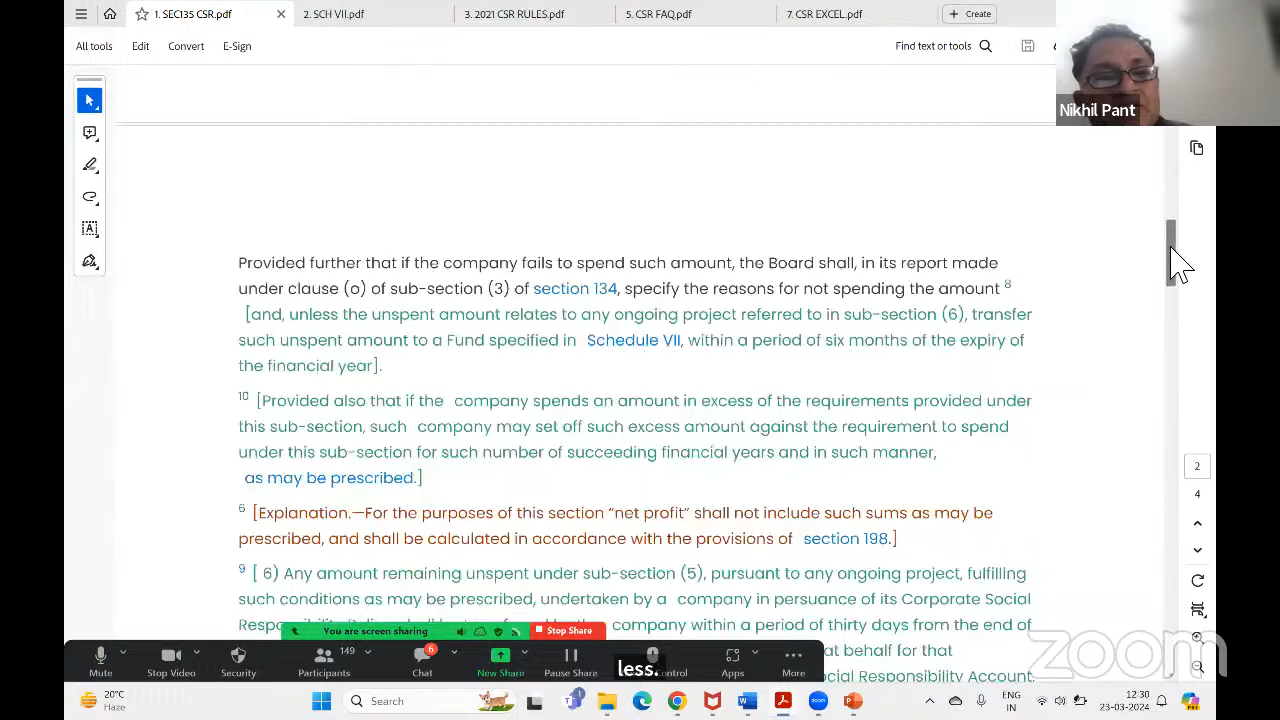 1. SEC135 CSR.pdf
2. SCH VII.pdf
3. 2021 CSR RULES.pdf
5. CSR FAQ.pdf
7. CSR EXCEL.pdf
Create
All tools
Edit
Convert
E-Sign
Find text or tools
Nikhil Pant
Provided further that if the company fails to spend such amount, the Board shall, in its report made
under clause (o) of sub-section (3) of section 134, specify the reasons for not spending the amount 8
[and, unless the unspent amount relates to any ongoing project referred to in sub-section (6), transfer
such unspent amount to a Fund specified in Schedule VII, within a period of six months of the expiry of
the financial year].
10 [Provided also that if the company spends an amount in excess of the requirements provided under
this sub-section, such company may set off such excess amount against the requirement to spend
under this sub-section for such number of succeeding financial years and in such manner,
as may be prescribed.]
6 [Explanation.—For the purposes of this section "net profit" shall not include such sums as may be
prescribed, and shall be calculated in accordance with the provisions of section 198.]
9 [ 6) Any amount remaining unspent under sub-section (5), pursuant to any ongoing project, fulfilling
such conditions as may be prescribed, undertaken by a company in persuance of its Corporate Social
company within a period of thirty days from the end of
at behalf for that
ocial Responsibility Account.
2
4
You are screen sharing
Stop Share
Mute
Stop Video
Security
149
Participants
6
Chat
New Share
Pause Share
less.
Apps
More
zoom
20°C
Haze
Search
1
ENG
IN
12:30
23-03-2024